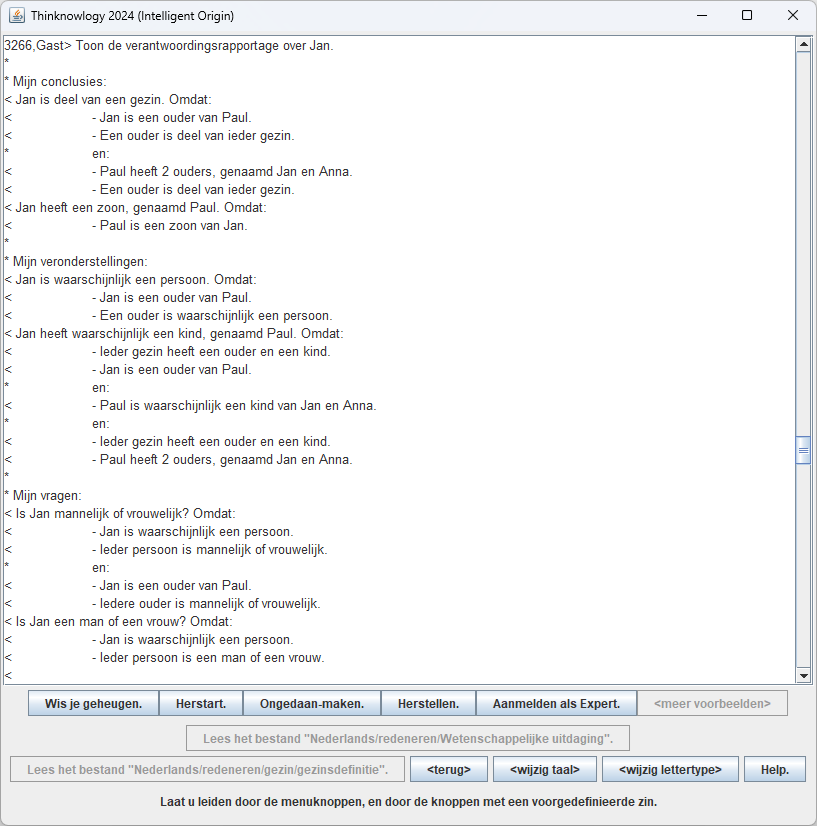 Thinknowlogy 2024 (Intelligent Origin)
3266,Gast> Toon de verantwoordingsrapportage over Jan.
*
* Mijn conclusies:
< Jan is deel van een gezin. Omdat:
< - Jan is een ouder van Paul.
< - Een ouder is deel van ieder gezin.
* en:
< - Paul heeft 2 ouders, genaamd Jan en Anna.
< - Een ouder is deel van ieder gezin.
< Jan heeft een zoon, genaamd Paul. Omdat:
< - Paul is een zoon van Jan.
*
* Mijn veronderstellingen:
< Jan is waarschijnlijk een persoon. Omdat:
< - Jan is een ouder van Paul.
< - Een ouder is waarschijnlijk een persoon.
< Jan heeft waarschijnlijk een kind, genaamd Paul. Omdat:
< - Ieder gezin heeft een ouder en een kind.
< - Jan is een ouder van Paul.
* en:
< - Paul is waarschijnlijk een kind van Jan en Anna.
* en:
< - Ieder gezin heeft een ouder en een kind.
< - Paul heeft 2 ouders, genaamd Jan en Anna.
*
* Mijn vragen:
< Is Jan mannelijk of vrouwelijk? Omdat:
< - Jan is waarschijnlijk een persoon.
< - Ieder persoon is mannelijk of vrouwelijk.
* en:
< - Jan is een ouder van Paul.
< - Iedere ouder is mannelijk of vrouwelijk.
< Is Jan een man of een vrouw? Omdat:
< - Jan is waarschijnlijk een persoon.
< - Ieder persoon is een man of een vrouw.
<
Wis je geheugen. Herstart. Ongedaan-maken. Herstellen. Aanmelden als Expert. <meer voorbeelden>
Lees het bestand "Nederlands/redeneren/Wetenschappelijke uitdaging".
Lees het bestand "Nederlands/redeneren/gezin/gezinsdefinitie". <terug> <wijzig taal> <wijzig lettertype> Help.
Laat u leiden door de menuknoppen, en door de knoppen met een voorgedefinieerde zin.